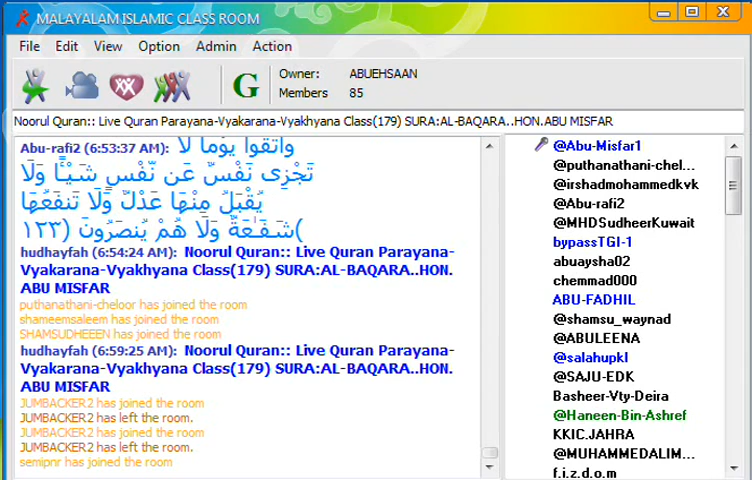 MALAYALAM ISLAMIC CLASS ROOM
File Edit View Option Admin Action
G
Owner: ABUEHSAAN
Members 85
Noorul Quran:: Live Quran Parayana-Vyakarana-Vyakhyana Class(179) SURA:AL-BAQARA..HON.ABU MISFAR
Abu-rafi2 (6:53:37 AM): وَاتَّقُوا يَوْمًا لَّا
تَجْزِى نَفْسٌ عَن نَّفْسٍ شَيْـًٔا وَلَا
يُقْبَلُ مِنْهَا عَدْلٌ وَلَا تَنفَعُهَا
شَفَـٰعَةٌ وَلَا هُمْ يُنصَرُونَ (١٢٣)
hudhayfah (6:54:24 AM): Noorul Quran:: Live Quran Parayana-
Vyakarana-Vyakhyana Class(179) SURA:AL-BAQARA..HON.
ABU MISFAR
puthanathani-cheloor has joined the room
shameemsaleem has joined the room
SHAMSUDHEEEN has joined the room
hudhayfah (6:59:25 AM): Noorul Quran:: Live Quran Parayana-
Vyakarana-Vyakhyana Class(179) SURA:AL-BAQARA..HON.
ABU MISFAR
JUMBACKER2 has joined the room
JUMBACKER2 has left the room.
JUMBACKER2 has joined the room
JUMBACKER2 has left the room.
semipnr has joined the room
@Abu-Misfar1
@puthanathani-chel...
@irshadmohammedkvk
@Abu-rafi2
@MHDSudheerKuwait
bypassTGI-1
abuaysha02
chemmad000
ABU-FADHIL
@shamsu_waynad
@ABULEENA
@salahupkl
@SAJU-EDK
Basheer-Vty-Deira
@Haneen-Bin-Ashref
KKIC.JAHRA
@MUHAMMEDALIM...
f.i.z.d.o.m